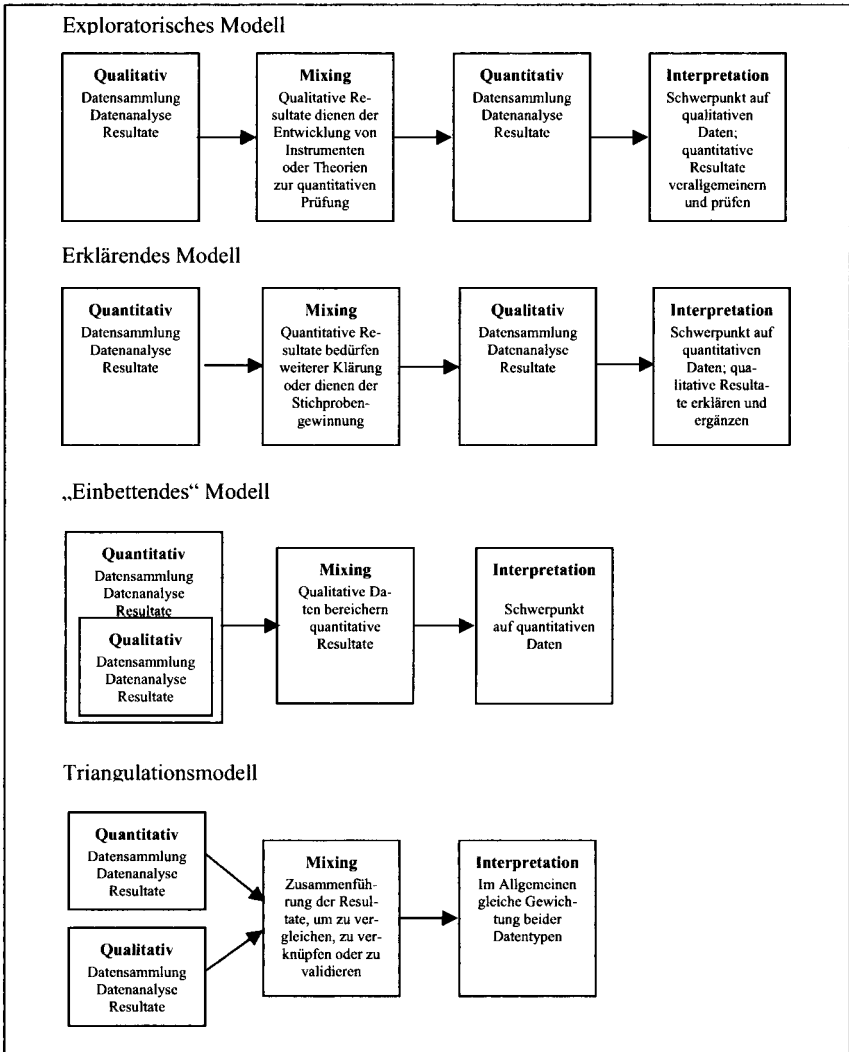 Exploratorisches Modell
Qualitativ
Datensammlung
Datenanalyse
Resultate
Mixing
Qualitative Re-
sultate dienen der
Entwicklung von
Instrumenten
oder Theorien
zur quantitativen
Prüfung
Quantitativ
Datensammlung
Datenanalyse
Resultate
Interpretation
Schwerpunkt auf
qualitativen
Daten;
quantitative
Resultate
verallgemeinern
und prüfen
Erklärendes Modell
Quantitativ
Datensammlung
Datenanalyse
Resultate
Mixing
Quantitative Re-
sultate bedürfen
weiterer Klärung
oder dienen der
Stichproben-
gewinnung
Qualitativ
Datensammlung
Datenanalyse
Resultate
Interpretation
Schwerpunkt auf
quantitativen
Daten; qua-
litative Resulta-
te erklären und
ergänzen
„Einbettendes“ Modell
Quantitativ
Datensammlung
Datenanalyse
Resultate
Qualitativ
Datensammlung
Datenanalyse
Resultate
Mixing
Qualitative Da-
ten bereichern
quantitative
Resultate
Interpretation
Schwerpunkt
auf quantitativen
Daten
Triangulationsmodell
Quantitativ
Datensammlung
Datenanalyse
Resultate
Qualitativ
Datensammlung
Datenanalyse
Resultate
Mixing
Zusammenfüh-
rung der Resul-
tate, um zu ver-
gleichen, zu ver-
knüpfen oder zu
validieren
Interpretation
Im Allgemeinen
gleiche Gewich-
tung beider
Datentypen